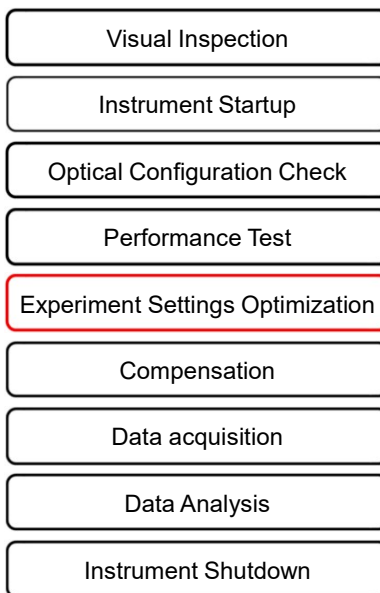 Visual Inspection
Instrument Startup
Optical Configuration Check
Performance Test
Experiment Settings Optimization
Compensation
Data acquisition
Data Analysis
Instrument Shutdown